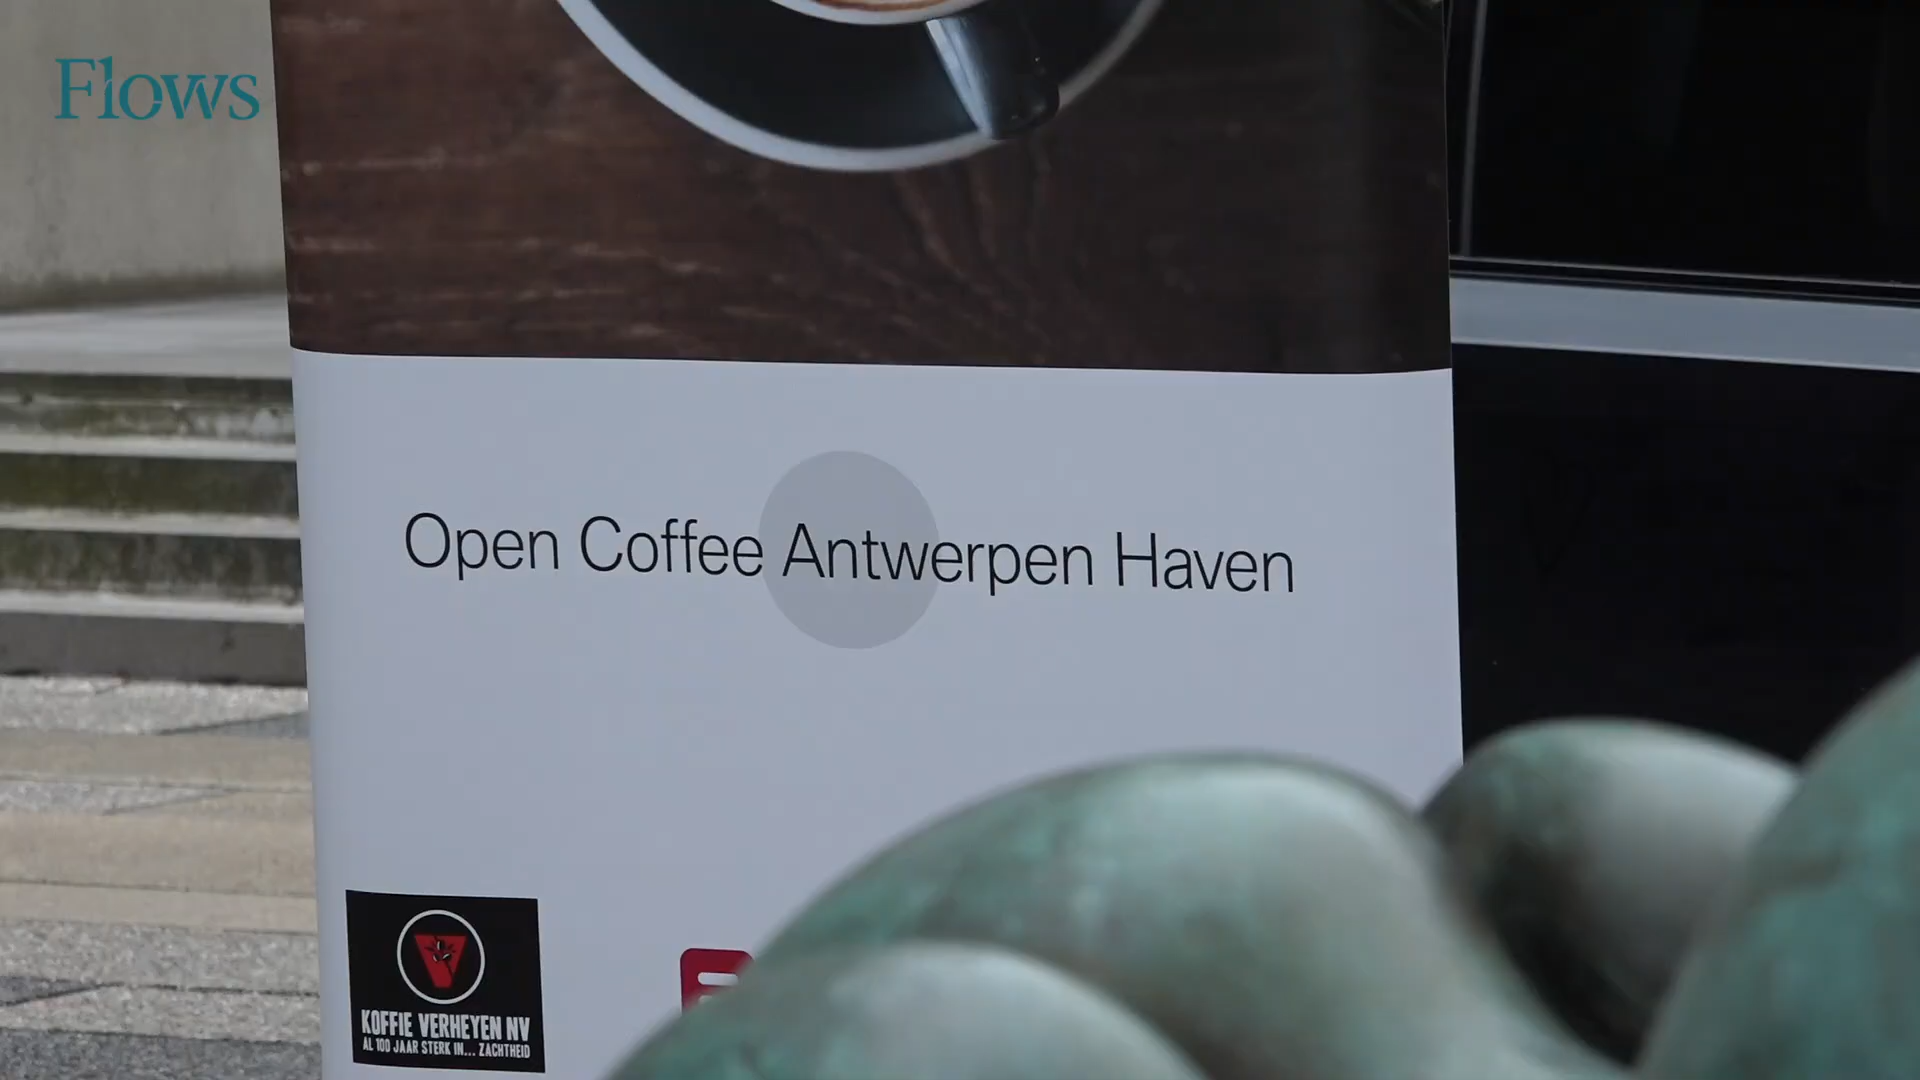 Flows
Open Coffee Antwerpen Haven
KOFFIE VERHEYEN NV
AL 100 JAAR STERK IN... ZACHTHEID